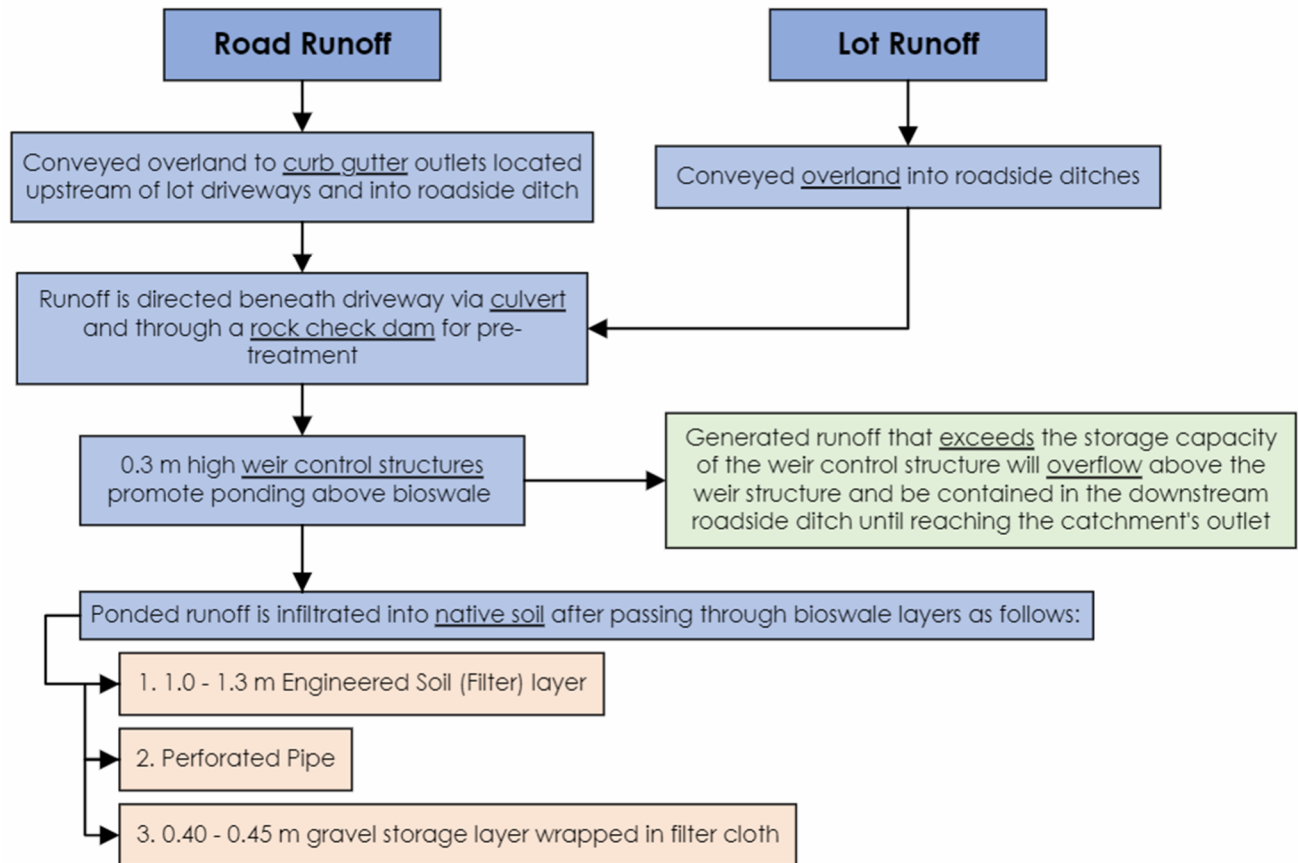 Road Runoff
Lot Runoff
Conveyed overland to curb gutter outlets located
upstream of lot driveways and into roadside ditch
Conveyed overland into roadside ditches
Runoff is directed beneath driveway via culvert
and through a rock check dam for pre-
treatment
0.3 m high weir control structures
promote ponding above bioswale
Generated runoff that exceeds the storage capacity
of the weir control structure will overflow above the
weir structure and be contained in the downstream
roadside ditch until reaching the catchment's outlet
Ponded runoff is infiltrated into native soil after passing through bioswale layers as follows:
1. 1.0 - 1.3 m Engineered Soil (Filter) layer
2. Perforated Pipe
3. 0.40 - 0.45 m gravel storage layer wrapped in filter cloth